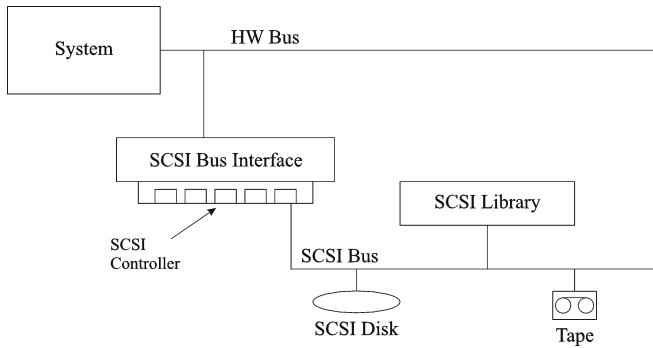 System
HW Bus
SCSI Bus Interface
SCSI Library
SCSI
Controller
SCSI Bus
SCSI Disk
Tape